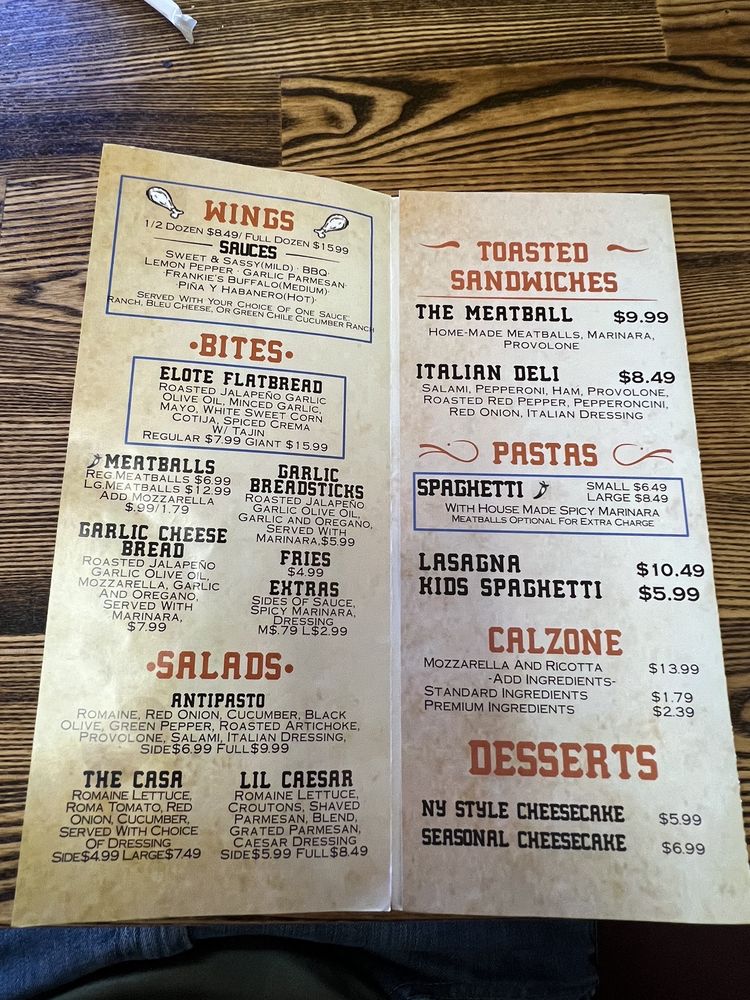 WINGS
1/2 DOZEN $8.49/ FULL DOZEN $15.99
SAUCES
SWEET & SASSY(MILD) · BBQ·
LEMON PEPPER · GARLIC PARMESAN·
·FRANKIE'S BUFFALO(MEDIUM)·
·PIÑA Y HABANERO(HOT)·
SERVED WITH YOUR CHOICE OF ONE SAUCE:
RANCH, BLEU CHEESE, OR GREEN CHILE CUCUMBER RANCH
·BITES·
ELOTE FLATBREAD
ROASTED JALAPEÑO GARLIC
OLIVE OIL, MINCED GARLIC,
MAYO, WHITE SWEET CORN
COTIJA, SPICED CREMA
W/ TAJIN
REGULAR $7.99 GIANT $15.99
MEATBALLS
REG.MEATBALLS $6.99
LG.MEATBALLS $12.99
ADD MOZZARELLA
$.99/1.79
GARLIC CHEESE
BREAD
ROASTED JALAPEÑO
GARLIC OLIVE OIL,
MOZZARELLA, GARLIC
AND OREGANO,
SERVED WITH
MARINARA,
$7.99
GARLIC
BREADSTICKS
ROASTED JALAPEÑO
GARLIC OLIVE OIL,
GARLIC AND OREGANO,
SERVED WITH
MARINARA,$5.99
FRIES
$4.99
EXTRAS
SIDES OF SAUCE,
SPICY MARINARA,
DRESSING
M$.79 L$2.99
·SALADS·
ANTIPASTO
ROMAINE, RED ONION, CUCUMBER, BLACK
OLIVE, GREEN PEPPER, ROASTED ARTICHOKE,
PROVOLONE, SALAMI, ITALIAN DRESSING,
SIDE$6.99 FULL$9.99
THE CASA
ROMAINE LETTUCE,
ROMA TOMATO, RED
ONION, CUCUMBER,
SERVED WITH CHOICE
OF DRESSING
SIDE$4.99 LARGE$7.49
LIL CAESAR
ROMAINE LETTUCE,
CROUTONS, SHAVED
PARMESAN, BLEND,
GRATED PARMESAN,
CAESAR DRESSING
SIDE$5.99 FULL$8.49
TOASTED
SANDWICHES
THE MEATBALL $9.99
HOME-MADE MEATBALLS, MARINARA,
PROVOLONE
ITALIAN DELI $8.49
SALAMI, PEPPERONI, HAM, PROVOLONE,
ROASTED RED PEPPER, PEPPERONCINI,
RED ONION, ITALIAN DRESSING
PASTAS
SPAGHETTI SMALL $6.49
LARGE $8.49
WITH HOUSE MADE SPICY MARINARA
MEATBALLS OPTIONAL FOR EXTRA CHARGE
LASAGNA $10.49
KIDS SPAGHETTI $5.99
CALZONE
MOZZARELLA AND RICOTTA $13.99
-ADD INGREDIENTS-
STANDARD INGREDIENTS $1.79
PREMIUM INGREDIENTS $2.39
DESSERTS
NY STYLE CHEESECAKE $5.99
SEASONAL CHEESECAKE $6.99